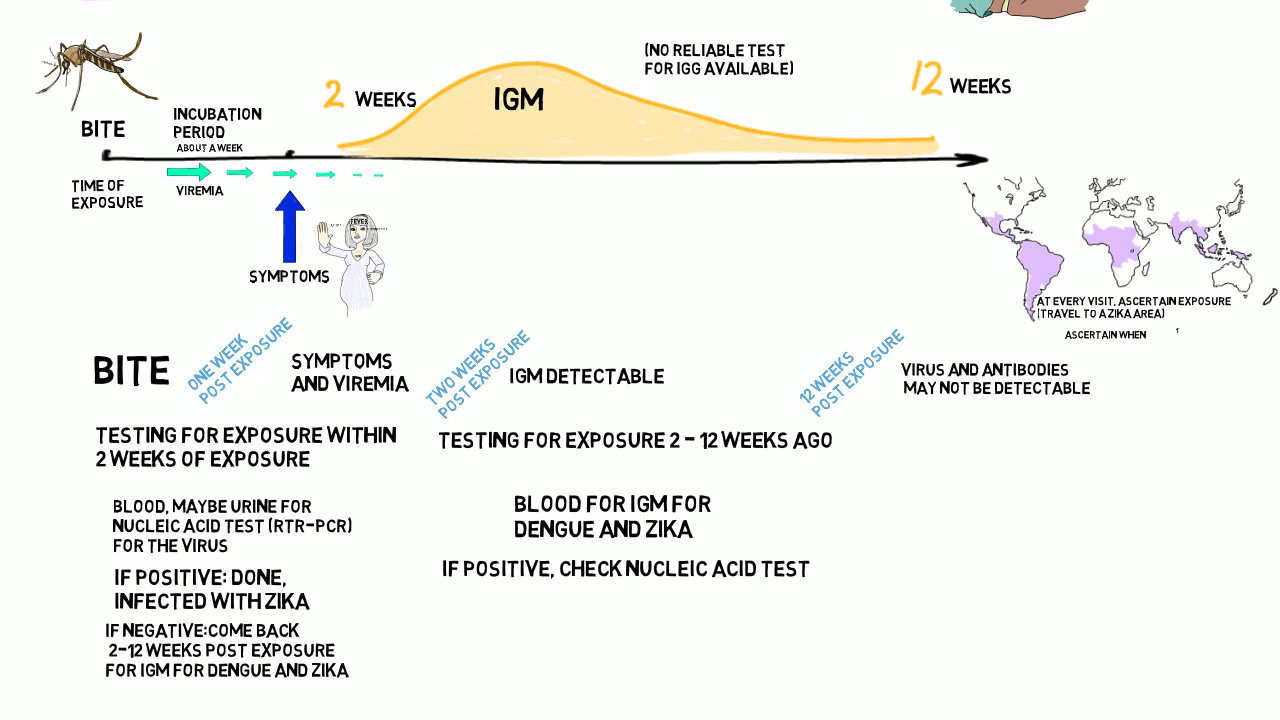 (NO RELIABLE TEST
FOR IGG AVAILABLE)
2 WEEKS
IGM
12 WEEKS
BITE
INCUBATION
PERIOD
ABOUT A WEEK
TIME OF
EXPOSURE
VIREMIA
FEVER
SYMPTOMS
AT EVERY VISIT, ASCERTAIN EXPOSURE
(TRAVEL TO A ZIKA AREA)
ASCERTAIN WHEN
BITE
ONE WEEK
POST EXPOSURE
SYMPTOMS
AND VIREMIA
TWO WEEKS
POST EXPOSURE
IGM DETECTABLE
12 WEEKS
POST EXPOSURE
VIRUS AND ANTIBODIES
MAY NOT BE DETECTABLE
TESTING FOR EXPOSURE WITHIN
2 WEEKS OF EXPOSURE
BLOOD, MAYBE URINE FOR
NUCLEIC ACID TEST (RTR-PCR)
FOR THE VIRUS
IF POSITIVE: DONE,
INFECTED WITH ZIKA
IF NEGATIVE:COME BACK
2-12 WEEKS POST EXPOSURE
FOR IGM FOR DENGUE AND ZIKA
TESTING FOR EXPOSURE 2 - 12 WEEKS AGO
BLOOD FOR IGM FOR
DENGUE AND ZIKA
IF POSITIVE, CHECK NUCLEIC ACID TEST